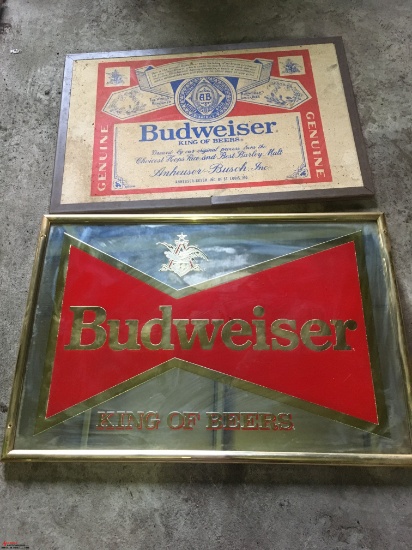 GENUINE
GENUINE
AB
Budweiser
KING OF BEERS.
Brewed by our original process from the
Choicest Hops Rice and Best Barley Malt
Anheuser-Busch, Inc.
Budweiser
KING OF BEERS